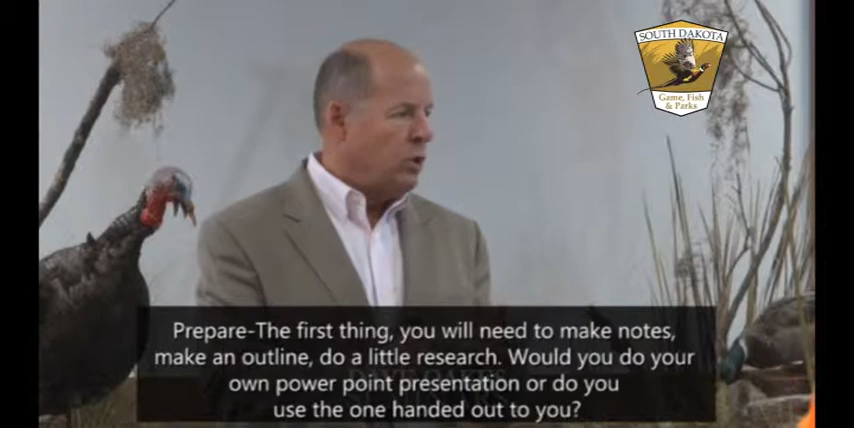 SOUTH DAKOTA
Game, Fish
& Parks
Prepare-The first thing, you will need to make notes,
make an outline, do a little research. Would you do your
own power point presentation or do you
use the one handed out to you?